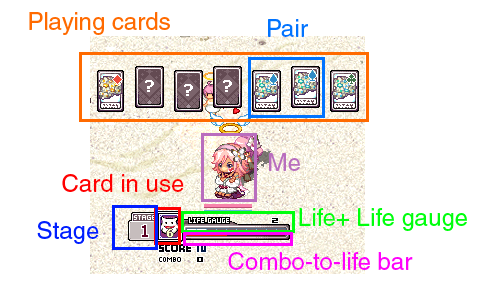 Pair
Playing cards
? ? ?
Me
Card in use
STAGE
1
6
LIFE GAUGE 2
Life+ Life gauge
Stage
Combo-to-life bar
SCORE
COMBO 0